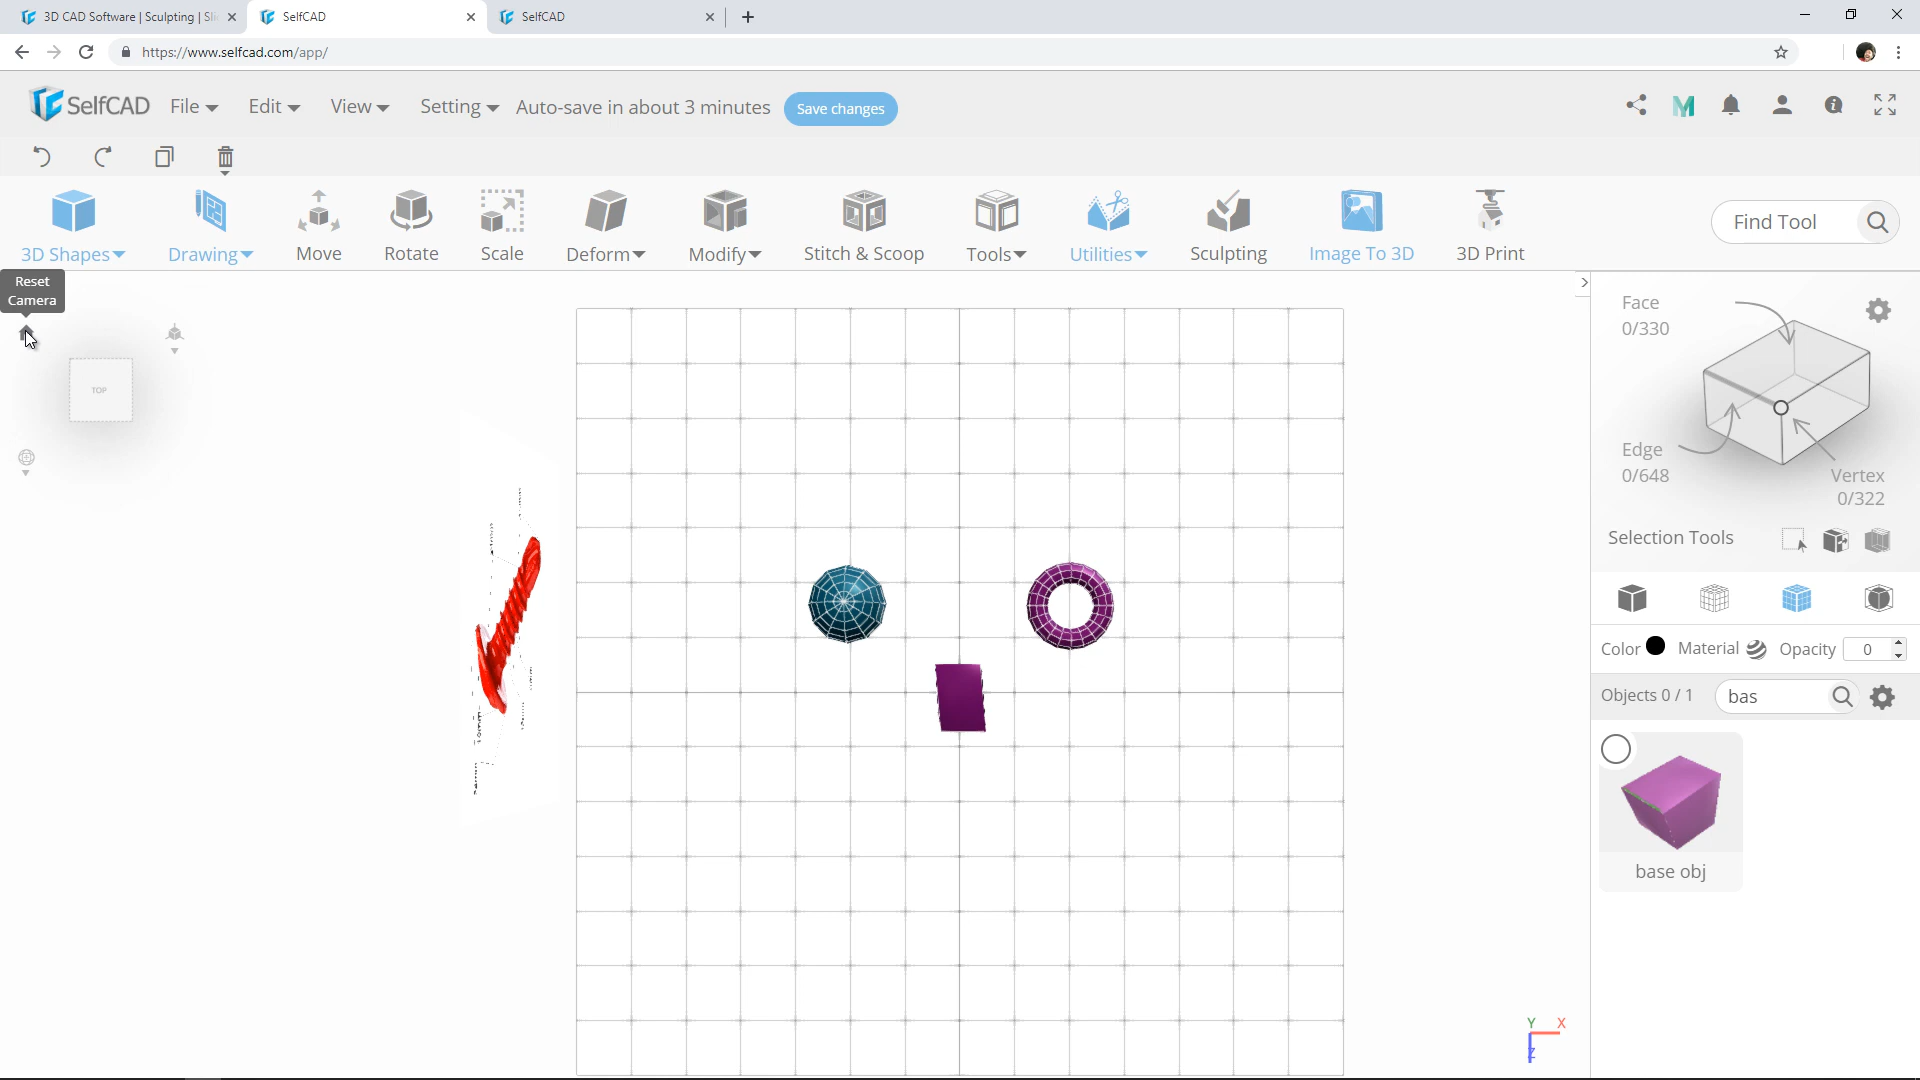 3D CAD Software | Sculpting | Sli
SelfCAD
SelfCAD
https://www.selfcad.com/app/
SelfCAD
File
Edit
View
Setting
Auto-save in about 3 minutes
Save changes
3D Shapes
Drawing
Move
Rotate
Scale
Deform
Modify
Stitch & Scoop
Tools
Utilities
Sculpting
Image To 3D
3D Print
Find Tool
Reset
Camera
TOP
Face
0/330
Edge
0/648
Vertex
0/322
Selection Tools
Color
Material
Opacity
0
Objects 0 / 1
bas
base obj
Y
X
Z